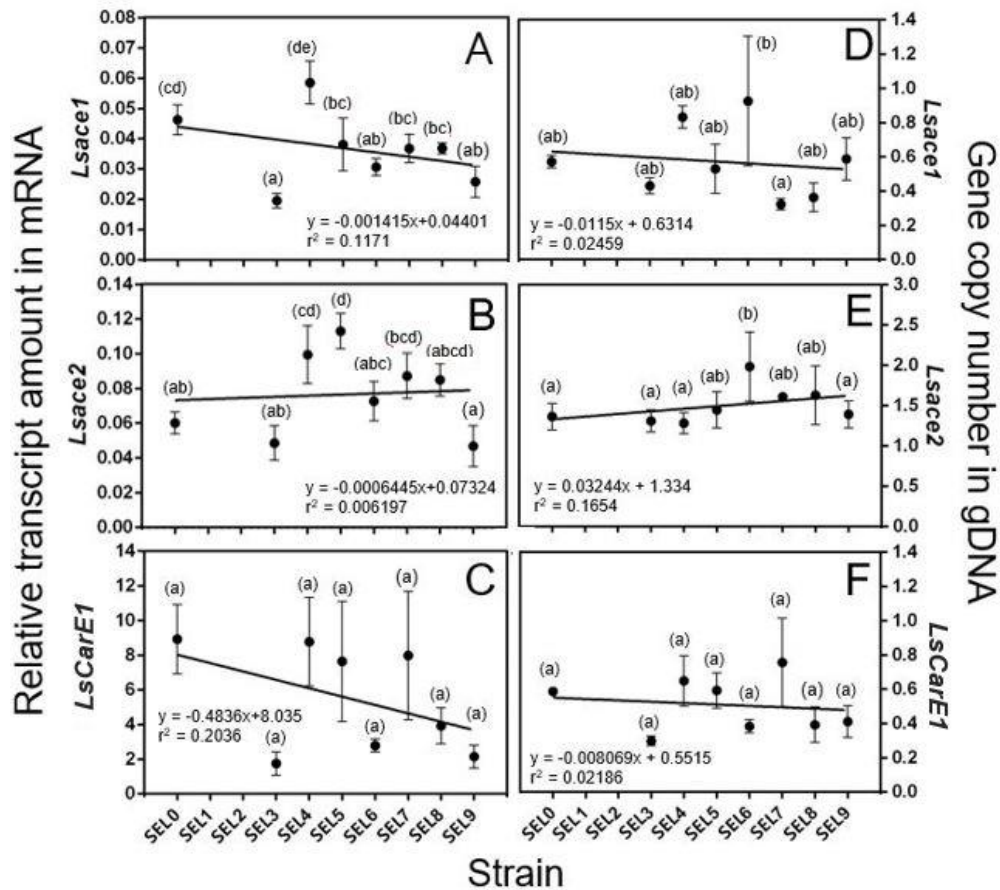 Relative transcript amount in mRNA
Gene copy number in gDNA
Strain
A
Lsace1
0.08
0.07
0.06
0.05
0.04
0.03
0.02
0.01
0.00
(cd)
(a)
(de)
(bc)
(ab)
(bc)
(bc)
(ab)
y = -0.001415x+0.04401
r² = 0.1171
D
Lsace1
1.4
1.2
1.0
0.8
0.6
0.4
0.2
0.0
(ab)
(ab)
(ab)
(ab)
(b)
(a)
(ab)
(ab)
y = -0.0115x + 0.6314
r² = 0.02459
B
Lsace2
0.14
0.12
0.10
0.08
0.06
0.04
0.02
0.00
(ab)
(ab)
(cd)
(d)
(abc)
(bcd)
(abcd)
(a)
y = -0.0006445x+0.07324
r² = 0.006197
E
Lsace2
3.0
2.5
2.0
1.5
1.0
0.5
0.0
(a)
(a)
(a)
(ab)
(b)
(ab)
(ab)
(a)
y = 0.03244x + 1.334
r² = 0.1654
C
LsCarE1
14
12
10
8
6
4
2
0
(a)
(a)
(a)
(a)
(a)
(a)
(a)
(a)
y = -0.4836x+8.035
r² = 0.2036
SEL0
SEL1
SEL2
SEL3
SEL4
SEL5
SEL6
SEL7
SEL8
SEL9
F
LsCarE1
1.4
1.2
1.0
0.8
0.6
0.4
0.2
0.0
(a)
(a)
(a)
(a)
(a)
(a)
(a)
(a)
y = -0.008069x + 0.5515
r² = 0.02186
SEL0
SEL1
SEL2
SEL3
SEL4
SEL5
SEL6
SEL7
SEL8
SEL9